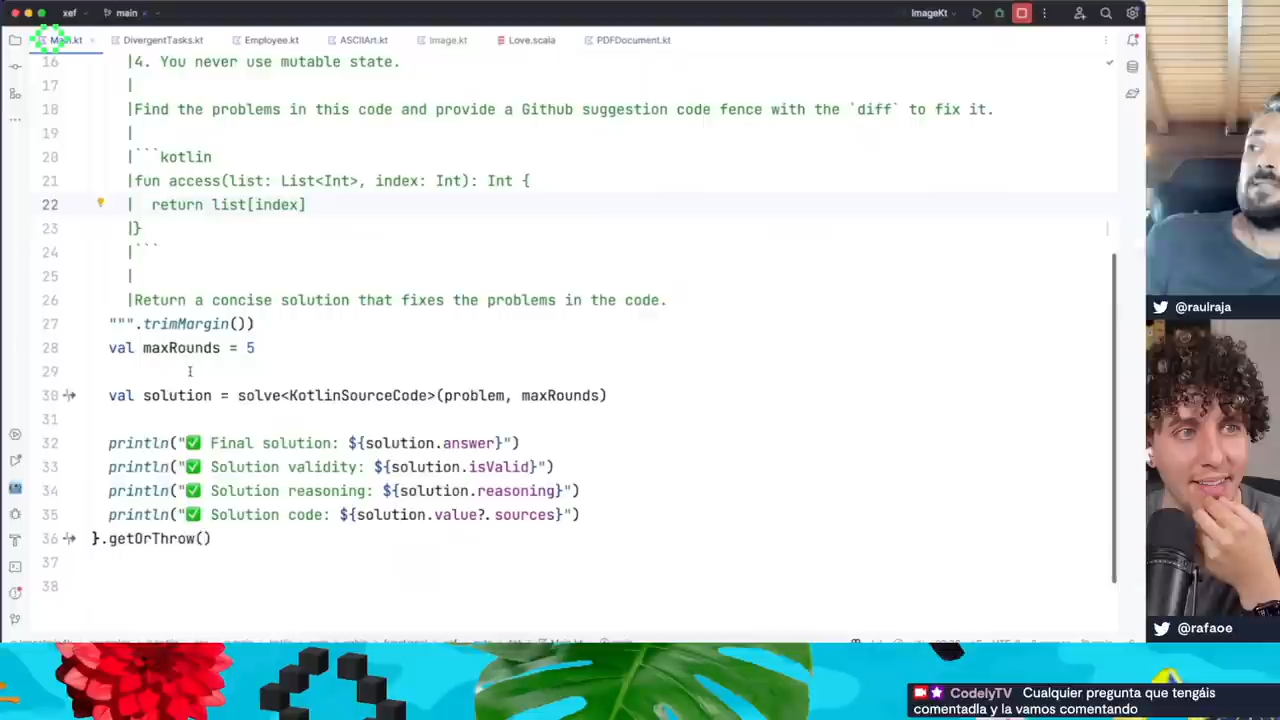 xef main ImageKt
Main.kt DivergentTasks.kt Employee.kt ASCIIArt.kt Image.kt Love.scala PDFDocument.kt
16 |4. You never use mutable state.
17 |
18 |Find the problems in this code and provide a Github suggestion code fence with the `diff` to fix it.
19 |
20 |```kotlin
21 |fun access(list: List<Int>, index: Int): Int {
22 | return list[index]
23 |}
24 |```
25 |
26 |Return a concise solution that fixes the problems in the code.
27 """.trimMargin())
28 val maxRounds = 5
29
30 val solution = solve<KotlinSourceCode>(problem, maxRounds)
31
32 println("✅ Final solution: ${solution.answer}")
33 println("✅ Solution validity: ${solution.isValid}")
34 println("✅ Solution reasoning: ${solution.reasoning}")
35 println("✅ Solution code: ${solution.value?.sources}")
36 }.getOrThrow()
37
38
@raulraja
@rafaoe
CodelyTV Cualquier pregunta que tengáis
comentadla y la vamos comentando